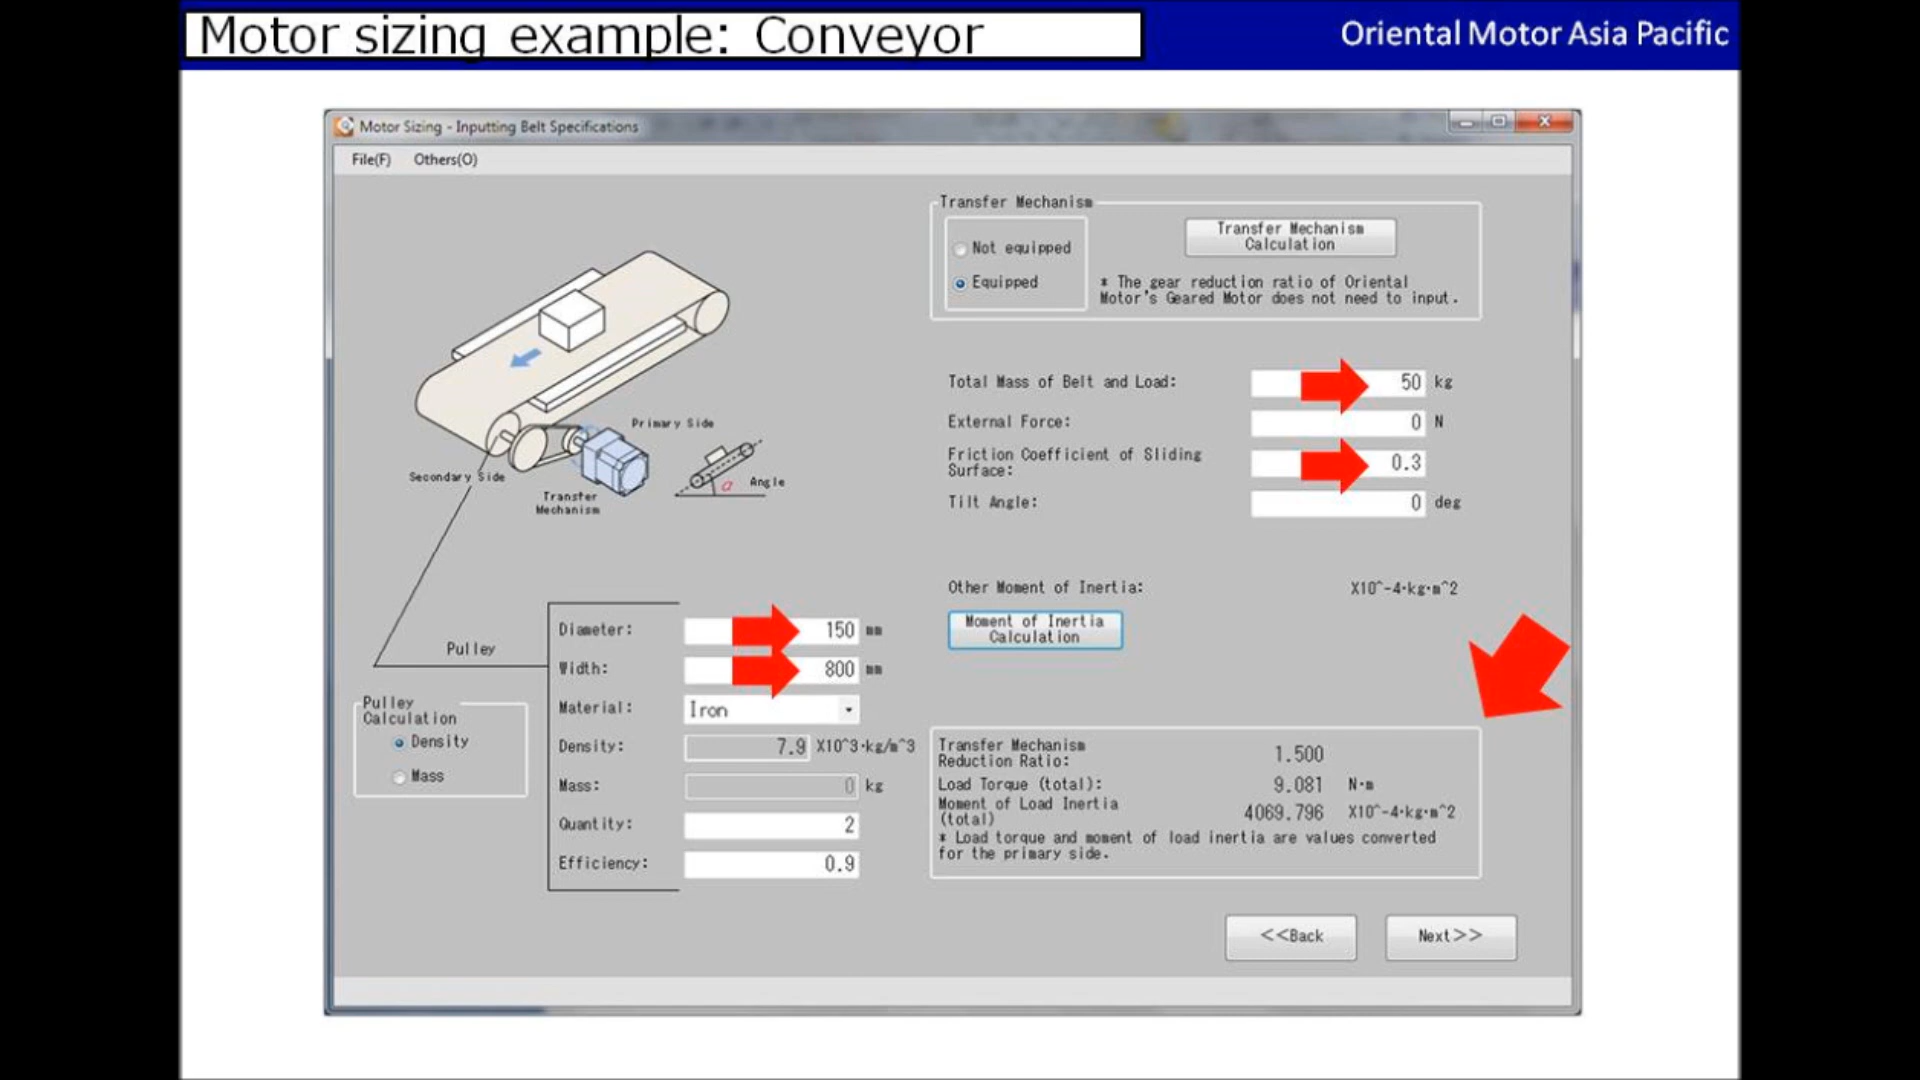 Motor sizing example: Conveyor
Oriental Motor Asia Pacific
Motor Sizing - Inputting Belt Specifications
File(F) Others(O)
Transfer Mechanism
Not equipped
Equipped
Transfer Mechanism
Calculation
* The gear reduction ratio of Oriental
Motor's Geared Motor does not need to input.
Primary Side
Secondary Side
Transfer
Mechanism
α Angle
Total Mass of Belt and Load: 50 kg
External Force: 0 N
Friction Coefficient of Sliding
Surface: 0.3
Tilt Angle: 0 deg
Other Moment of Inertia: X10^-4·kg·m^2
Moment of Inertia
Calculation
Pulley
Diameter: 150 mm
Width: 800 mm
Material: Iron
Density: 7.9 X10^3·kg/m^3
Mass: 0 kg
Quantity: 2
Efficiency: 0.9
Pulley
Calculation
Density
Mass
Transfer Mechanism
Reduction Ratio: 1.500
Load Torque (total): 9.081 N·m
Moment of Load Inertia
(total) 4069.796 X10^-4·kg·m^2
* Load torque and moment of load inertia are values converted
for the primary side.
<<Back
Next>>